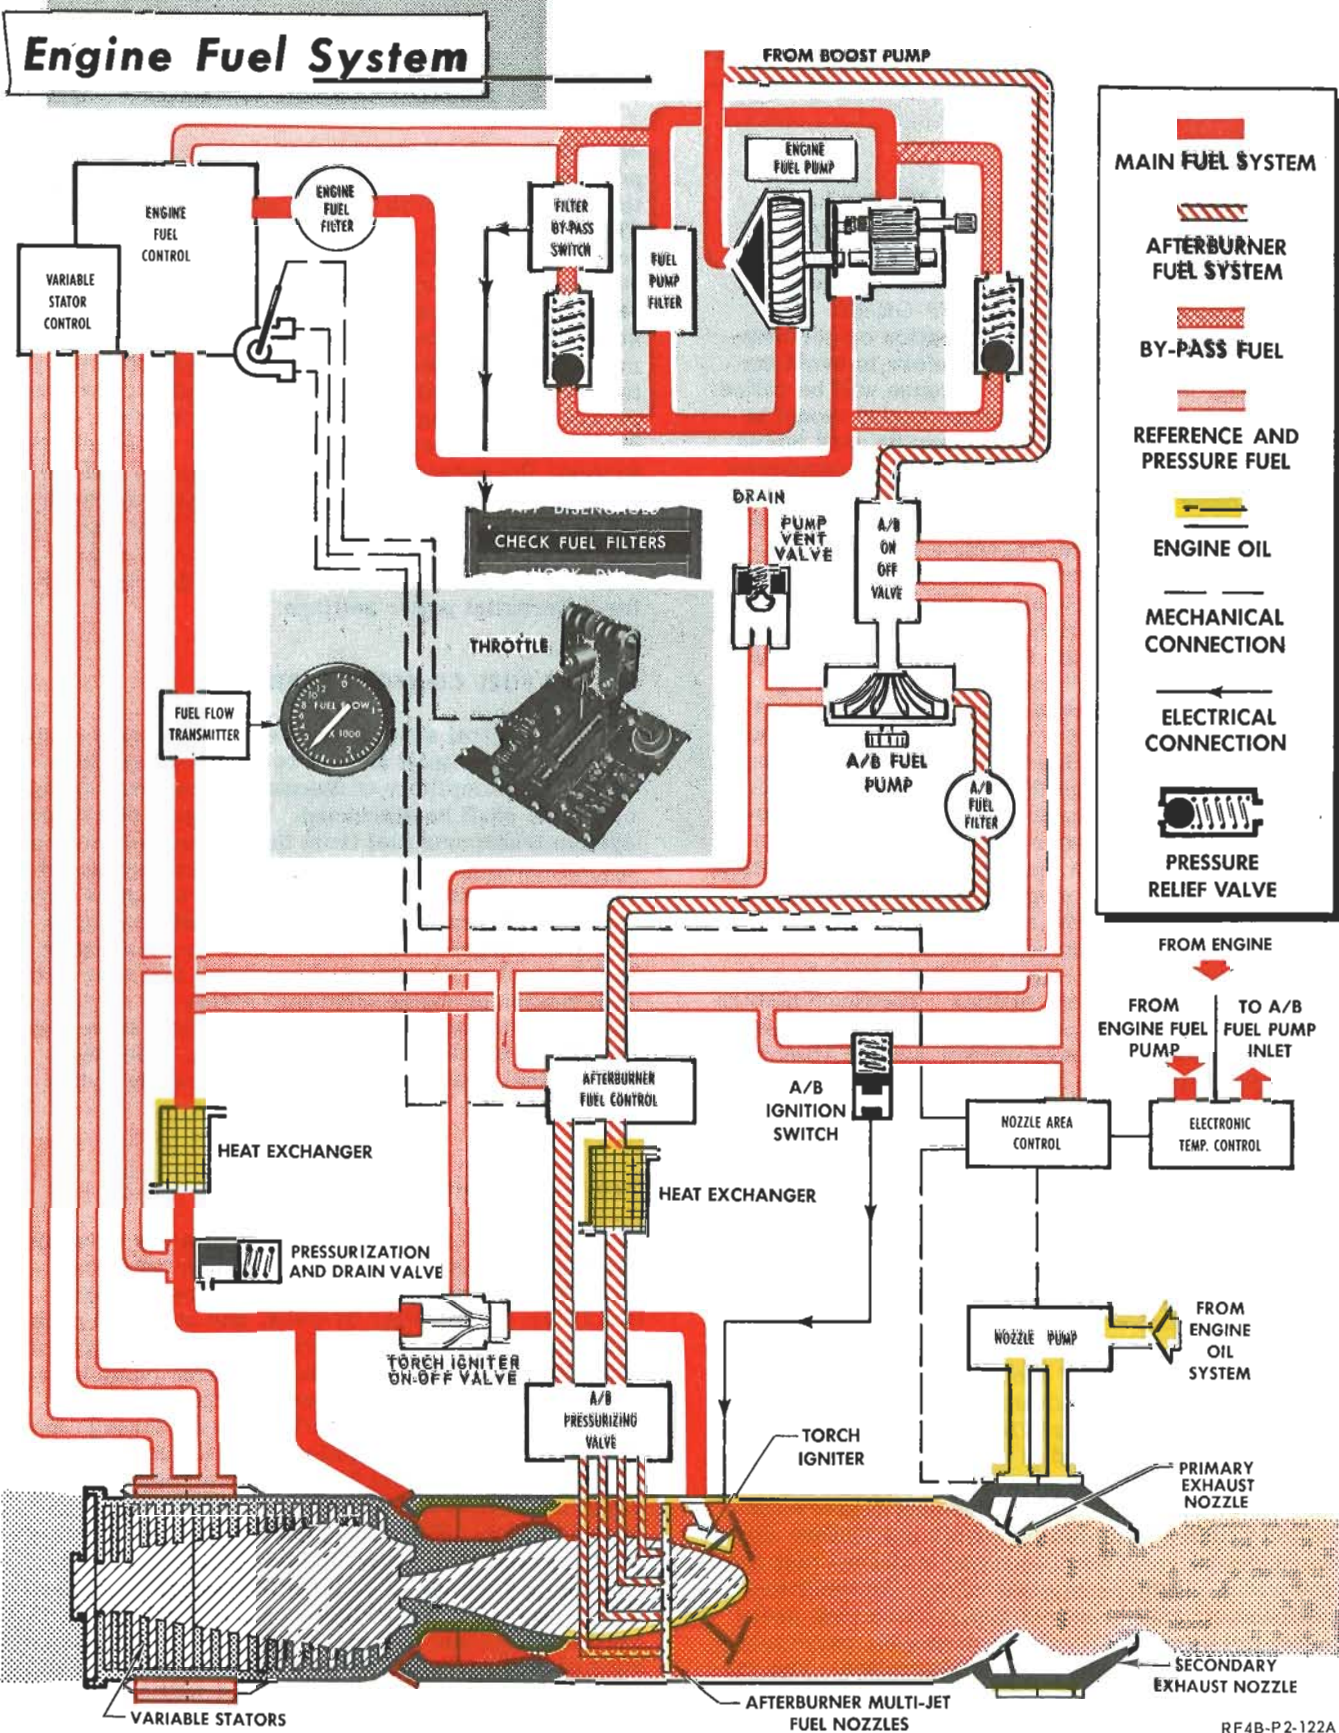 Engine Fuel System
FROM BOOST PUMP
ENGINE
FUEL PUMP
ENGINE
FUEL
CONTROL
ENGINE
FUEL
FILTER
FILTER
BY-PASS
SWITCH
FUEL
PUMP
FILTER
VARIABLE
STATOR
CONTROL
CHECK FUEL FILTERS
DRAIN
PUMP
VENT
VALVE
A/B
ON
OFF
VALVE
THROTTLE
FUEL FLOW
TRANSMITTER
FUEL FLOW
X 1000
A/B FUEL
PUMP
A/B
FUEL
FILTER
MAIN FUEL SYSTEM
AFTERBURNER
FUEL SYSTEM
BY-PASS FUEL
REFERENCE AND
PRESSURE FUEL
ENGINE OIL
MECHANICAL
CONNECTION
ELECTRICAL
CONNECTION
PRESSURE
RELIEF VALVE
FROM ENGINE
FROM
ENGINE FUEL
PUMP
TO A/B
FUEL PUMP
INLET
AFTERBURNER
FUEL CONTROL
A/B
IGNITION
SWITCH
NOZZLE AREA
CONTROL
ELECTRONIC
TEMP. CONTROL
HEAT EXCHANGER
HEAT EXCHANGER
PRESSURIZATION
AND DRAIN VALVE
TORCH IGNITER
ON-OFF VALVE
NOZZLE PUMP
FROM
ENGINE
OIL
SYSTEM
A/B
PRESSURIZING
VALVE
TORCH
IGNITER
PRIMARY
EXHAUST
NOZZLE
SECONDARY
EXHAUST NOZZLE
AFTERBURNER MULTI-JET
FUEL NOZZLES
VARIABLE STATORS
RF4B-P2-122A